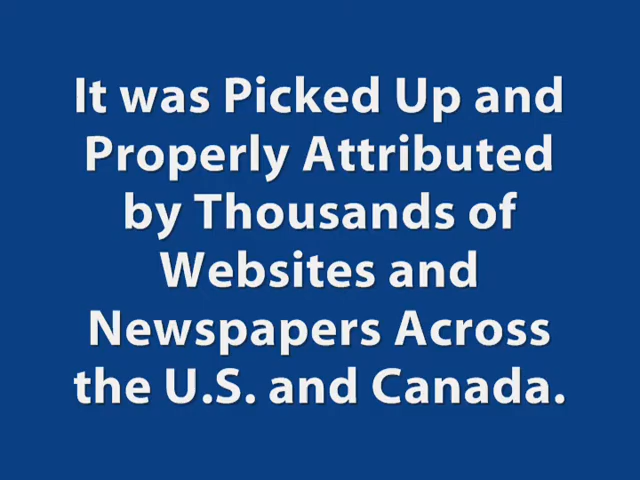 It was Picked Up and
Properly Attributed
by Thousands of
Websites and
Newspapers Across
the U.S. and Canada.